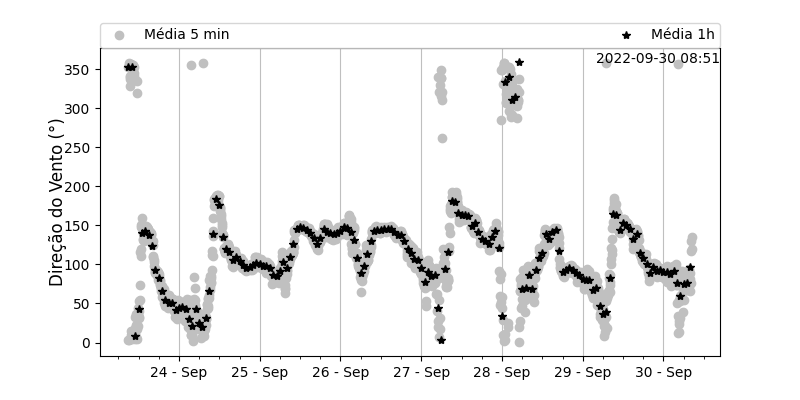 Média 5 min
Média 1h
2022-09-30 08:51
Direção do Vento (°)
350
300
250
200
150
100
50
0
24 - Sep
25 - Sep
26 - Sep
27 - Sep
28 - Sep
29 - Sep
30 - Sep